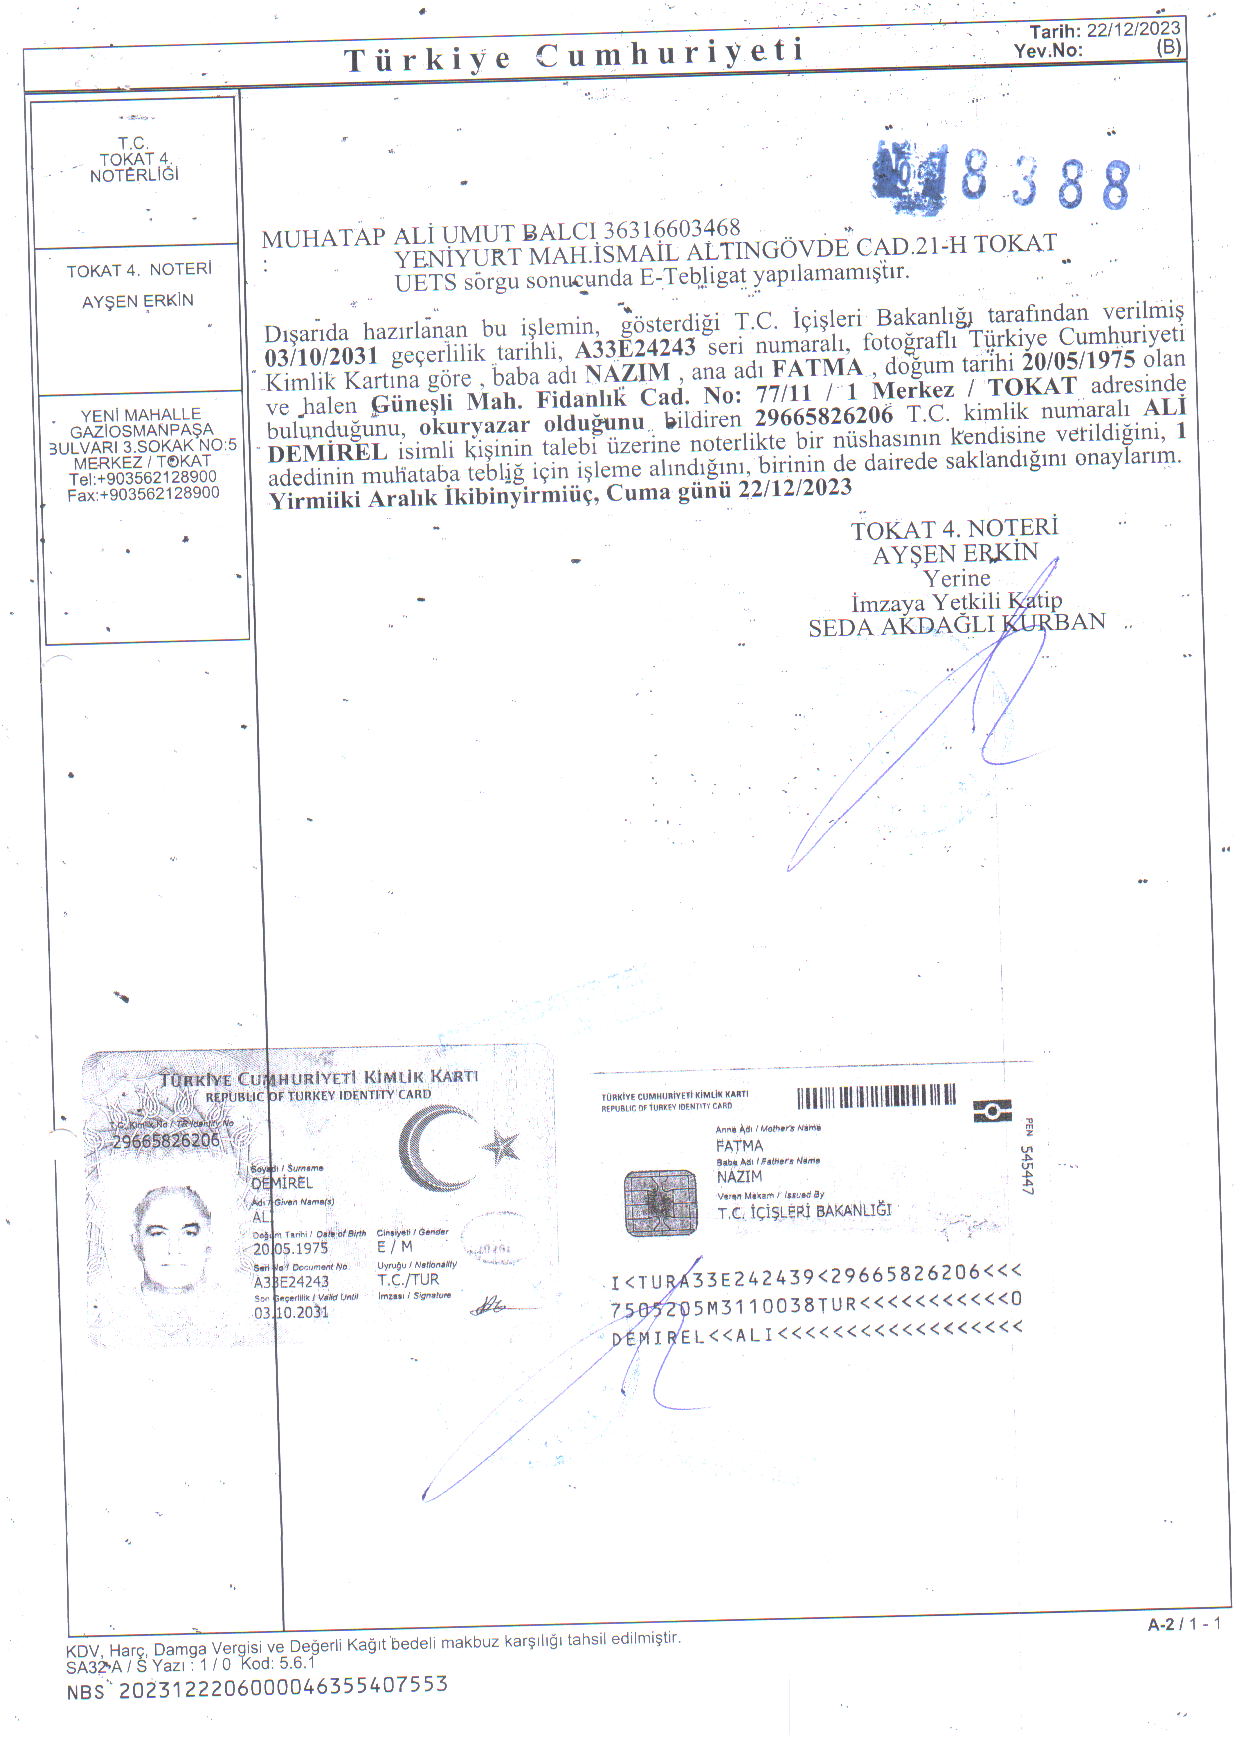 Türkiye Cumhuriyeti
Tarih: 22/12/2023
Yev.No: (B)
T.C.
TOKAT 4.
NOTERLİĞİ
TOKAT 4. NOTERİ
AYŞEN ERKİN
YENİ MAHALLE
GAZİOSMANPAŞA
BULVARI 3.SOKAK NO:5
MERKEZ / TOKAT
Tel:+903562128900
Fax:+903562128900
18388
MUHATAP ALİ UMUT BALCI 36316603468
: YENİYURT MAH.İSMAİL ALTINGÖVDE CAD.21-H TOKAT
UETS sorgu sonucunda E-Tebligat yapılamamıştır.
Dışarıda hazırlanan bu işlemin, gösterdiği T.C. İçişleri Bakanlığı tarafından verilmiş
03/10/2031 geçerlilik tarihli, A33E24243 seri numaralı, fotoğraflı Türkiye Cumhuriyeti
Kimlik Kartına göre , baba adı NAZIM , ana adı FATMA , doğum tarihi 20/05/1975 olan
ve halen Güneşli Mah. Fidanlık Cad. No: 77/11 / 1 Merkez / TOKAT adresinde
bulunduğunu, okuryazar olduğunu bildiren 29665826206 T.C. kimlik numaralı ALİ
DEMİREL isimli kişinin talebi üzerine noterlikte bir nüshasının kendisine verildiğini, 1
adedinin muhataba tebliğ için işleme alındığını, birinin de dairede saklandığını onaylarım.
Yirmiiki Aralık İkibinyirmiüç, Cuma günü 22/12/2023
TOKAT 4. NOTERİ
AYŞEN ERKİN
Yerine
İmzaya Yetkili Katip
SEDA AKDAĞLI KURBAN
TÜRKİYE CUMHURİYETİ KİMLİK KARTI
REPUBLIC OF TURKEY IDENTITY CARD
T.C. Kimlik No / TR Identity No
29665826206
Soyadı / Surname
DEMİREL
Adı / Given Name(s)
ALİ
Doğum Tarihi / Date of Birth Cinsiyeti / Gender
20.05.1975 E / M
Seri No / Document No Uyruğu / Nationality
A33E24243 T.C./TUR
Son Geçerlilik / Valid Until İmzası / Signature
03.10.2031
TÜRKİYE CUMHURİYETİ KİMLİK KARTI
REPUBLIC OF TURKEY IDENTITY CARD
Anne Adı / Mother's Name
FATMA
Baba Adı / Father's Name
NAZIM
Veren Makam / Issued By
T.C. İÇİŞLERİ BAKANLIĞI
PEN 545447
I<TURA33E242439<29665826206<<<
7505205M3110038TUR<<<<<<<<<<<0
DEMIREL<<ALI<<<<<<<<<<<<<<<<<<
A-2 / 1 - 1
KDV, Harç, Damga Vergisi ve Değerli Kağıt bedeli makbuz karşılığı tahsil edilmiştir.
SA32 A / S Yazı : 1 / 0 Kod: 5.6.1
NBS 2023122206000046355407553